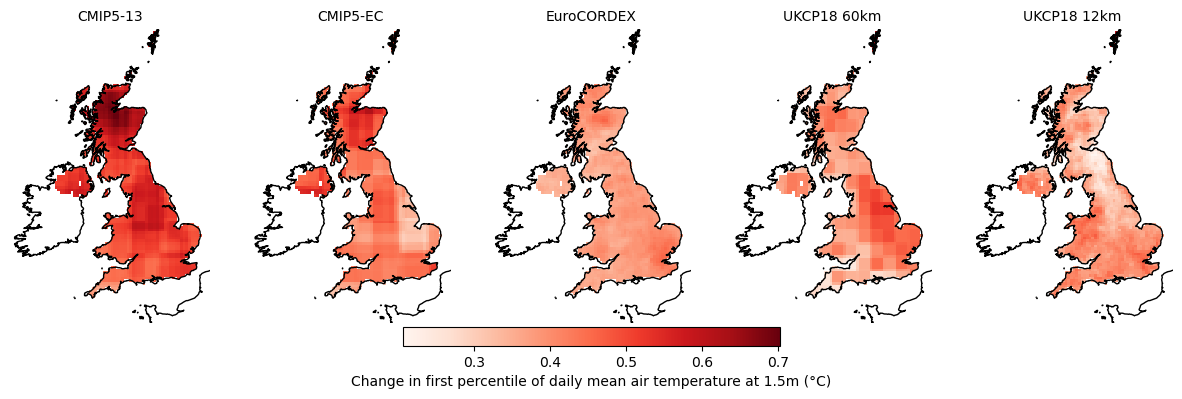 CMIP5-13
CMIP5-EC
EuroCORDEX
UKCP18 60km
UKCP18 12km
0.3
0.4
0.5
0.6
0.7
Change in first percentile of daily mean air temperature at 1.5m (°C)